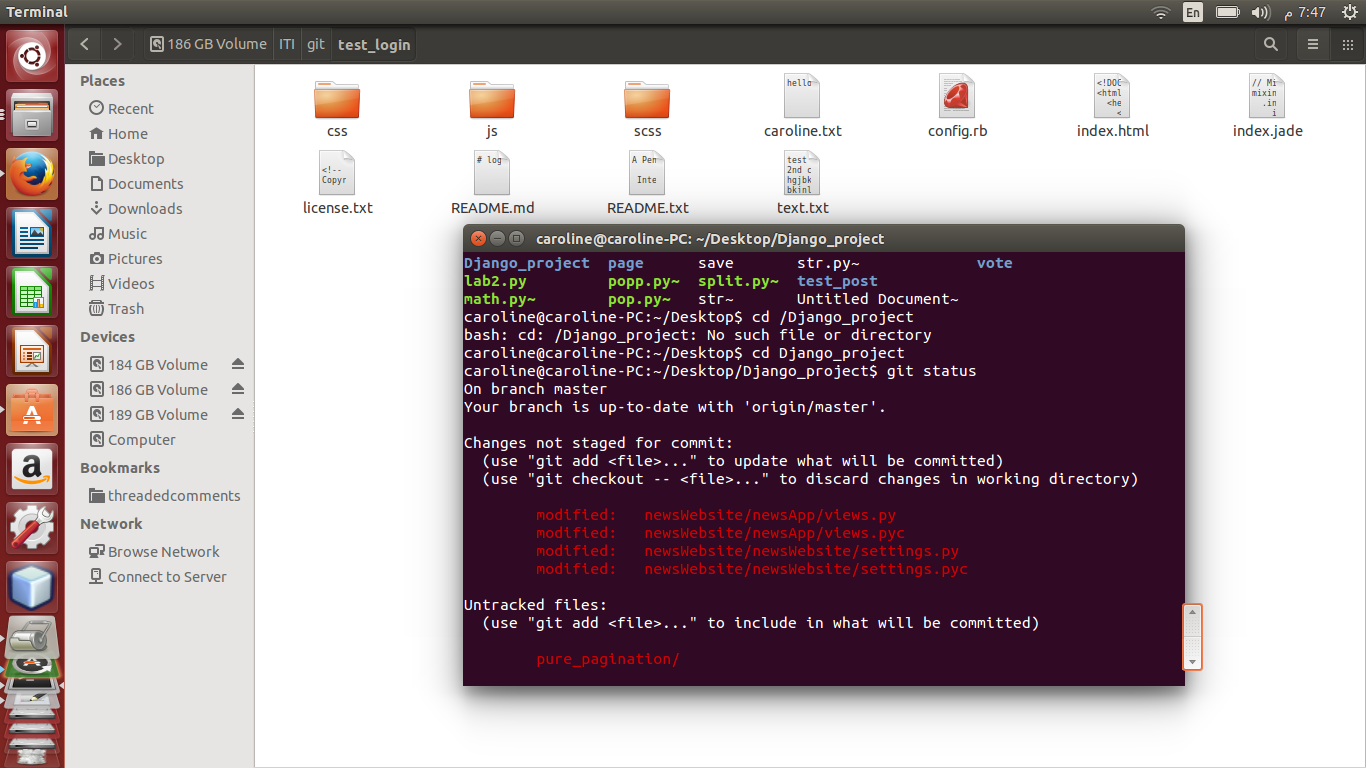 Terminal
En
7:47 م
186 GB Volume ITI git test_login
Places
Recent
Home
Desktop
Documents
Downloads
Music
Pictures
Videos
Trash
Devices
184 GB Volume
186 GB Volume
189 GB Volume
Computer
Bookmarks
threadedcomments
Network
Browse Network
Connect to Server
hello
<!DOC
<html
<he
<
// Mi
mixin
.in
i
css js scss caroline.txt config.rb index.html index.jade
<!--
Copyr
# log
A Pen
Inte
test
2nd c
hgjbk
bkinl
license.txt README.md README.txt text.txt
caroline@caroline-PC: ~/Desktop/Django_project
Django_project page save str.py~ vote
lab2.py popp.py~ split.py~ test_post
math.py~ pop.py~ str~ Untitled Document~
caroline@caroline-PC:~/Desktop$ cd /Django_project
bash: cd: /Django_project: No such file or directory
caroline@caroline-PC:~/Desktop$ cd Django_project
caroline@caroline-PC:~/Desktop/Django_project$ git status
On branch master
Your branch is up-to-date with 'origin/master'.
Changes not staged for commit:
(use "git add <file>..." to update what will be committed)
(use "git checkout -- <file>..." to discard changes in working directory)
modified: newsWebsite/newsApp/views.py
modified: newsWebsite/newsApp/views.pyc
modified: newsWebsite/newsWebsite/settings.py
modified: newsWebsite/newsWebsite/settings.pyc
Untracked files:
(use "git add <file>..." to include in what will be committed)
pure_pagination/